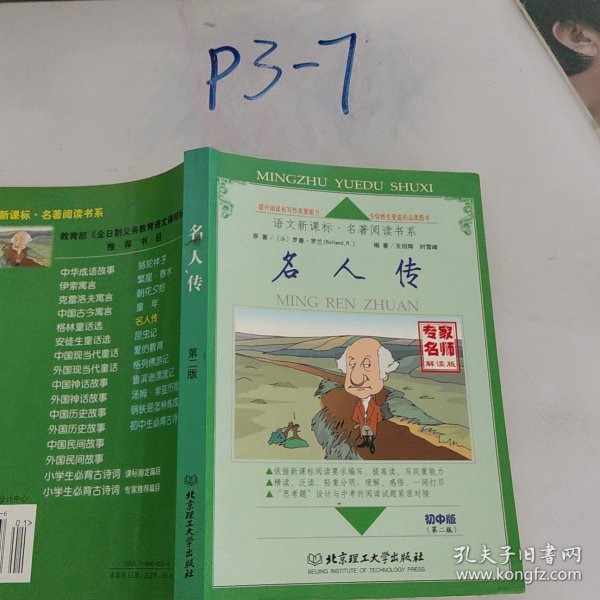 P3-7
MINGZHU YUEDU SHUXI
提升阅读和写作双重能力
令你终生受益的品质图书
语文新课标·名著阅读书系
原著/〔法〕罗曼·罗兰(Rolland, R.) 编著/王绍辉 时雪峰
名人传
MING REN ZHUAN
专家
名师
解读版
▲依据新课标阅读要求编写,提高读、写双重能力
▲精读、泛读,轻重分明,理解、感悟,一网打尽
▲“思考题”设计与中考的阅读试题紧密对接
初中版
(第二版)
北京理工大学出版社
BEIJING INSTITUTE OF TECHNOLOGY PRESS
名人传
第二版
北京理工大学出版社
新课标·名著阅读书系
教育部《全日制义务教育语文课程标
推荐书目
中华成语故事
伊索寓言
克雷洛夫寓言
中国古今寓言
格林童话选
安徒生童话选
中国现当代童话
外国现当代童话
中国神话故事
外国神话故事
中国历史故事
外国历史故事
中国民间故事
外国民间故事
小学生必背古诗词 课标指定篇目
小学生必背古诗词 专家推荐篇目
骆驼祥子
繁星·春水
朝花夕拾
童年
名人传
昆虫记
爱的教育
格列佛游记
鲁滨逊漂流记
汤姆·索亚历险
钢铁是怎样炼成
初中生必背古诗
设计中心
01>
孔夫子旧书网
www.kongfz.com